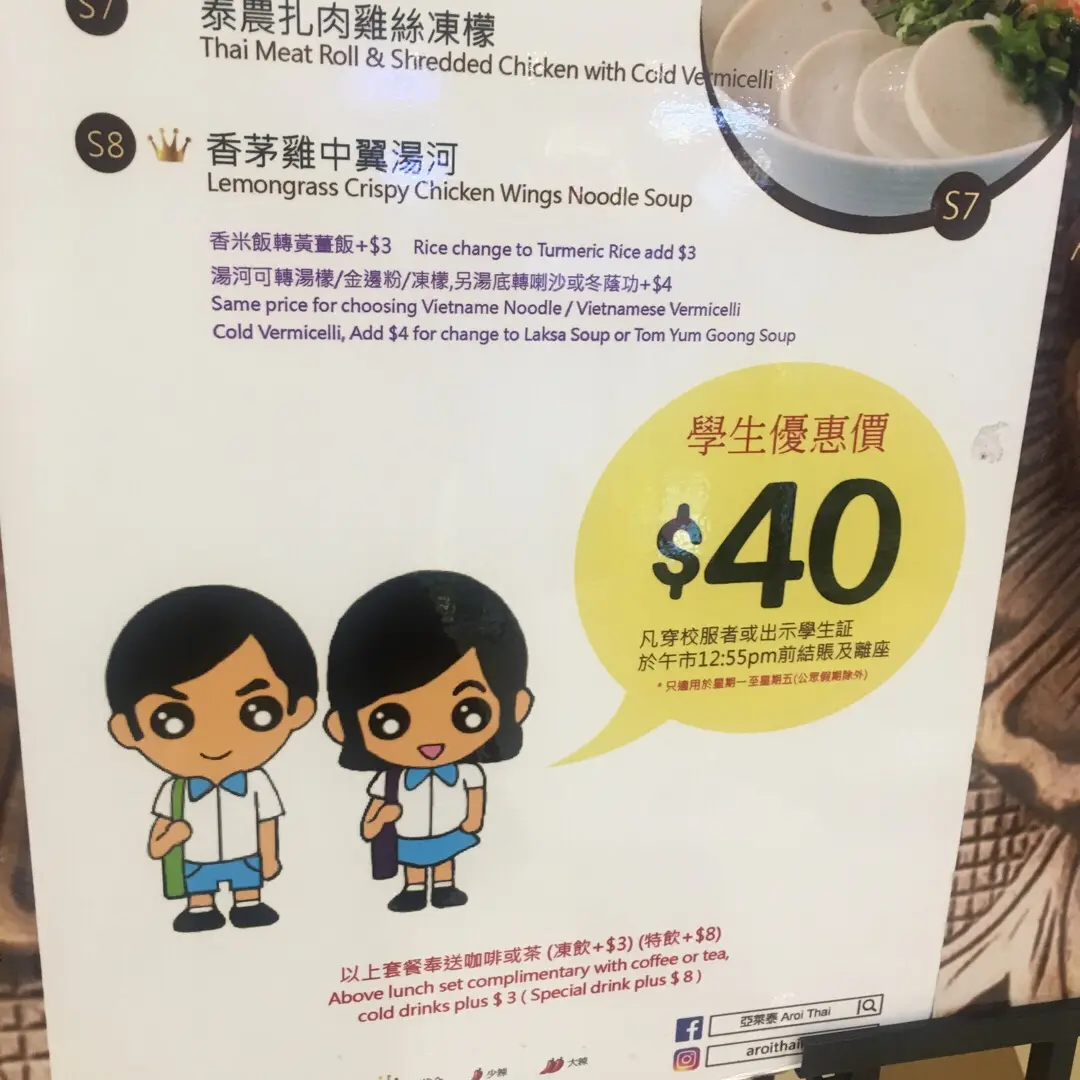 S7
泰農扎肉雞絲凍檬
Thai Meat Roll & Shredded Chicken with Cold Vermicelli
S8
香茅雞中翼湯河
Lemongrass Crispy Chicken Wings Noodle Soup
S7
香米飯轉黃薑飯+$3 Rice change to Turmeric Rice add $3
湯河可轉湯檬/金邊粉/凍檬,另湯底轉喇沙或冬蔭功+$4
Same price for choosing Vietname Noodle / Vietnamese Vermicelli
Cold Vermicelli, Add $4 for change to Laksa Soup or Tom Yum Goong Soup
學生優惠價
$40
凡穿校服者或出示學生証
於午市12:55pm前結賬及離座
*只適用於星期一至星期五(公眾假期除外)
以上套餐奉送咖啡或茶 (凍飲+$3) (特飲+$8)
Above lunch set complimentary with coffee or tea,
cold drinks plus $ 3 ( Special drink plus $ 8 )
亞萊泰 Aroi Thai
aroithai
少辣
大辣